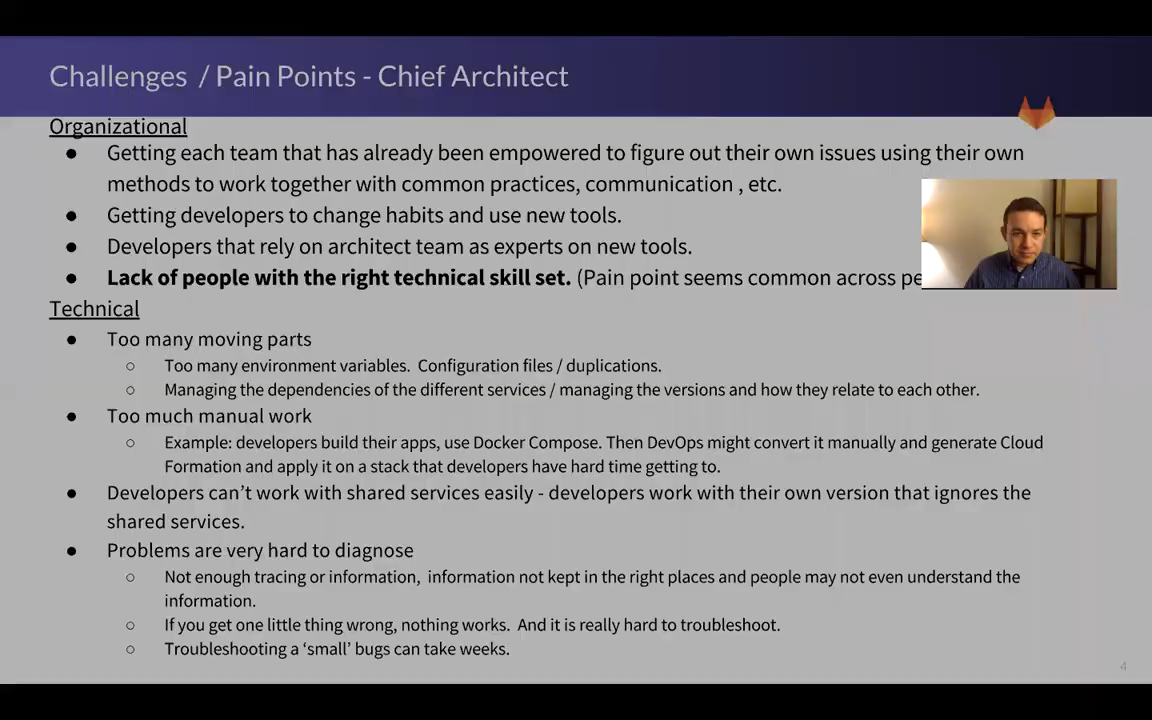 Challenges / Pain Points - Chief Architect
Organizational
● Getting each team that has already been empowered to figure out their own issues using their own
methods to work together with common practices, communication , etc.
● Getting developers to change habits and use new tools.
● Developers that rely on architect team as experts on new tools.
● Lack of people with the right technical skill set. (Pain point seems common across
Technical
● Too many moving parts
○ Too many environment variables. Configuration files / duplications.
○ Managing the dependencies of the different services / managing the versions and how they relate to each other.
● Too much manual work
○ Example: developers build their apps, use Docker Compose. Then DevOps might convert it manually and generate Cloud
Formation and apply it on a stack that developers have hard time getting to.
● Developers can’t work with shared services easily - developers work with their own version that ignores the
shared services.
● Problems are very hard to diagnose
○ Not enough tracing or information, information not kept in the right places and people may not even understand the
information.
○ If you get one little thing wrong, nothing works. And it is really hard to troubleshoot.
○ Troubleshooting a ‘small’ bugs can take weeks.
4